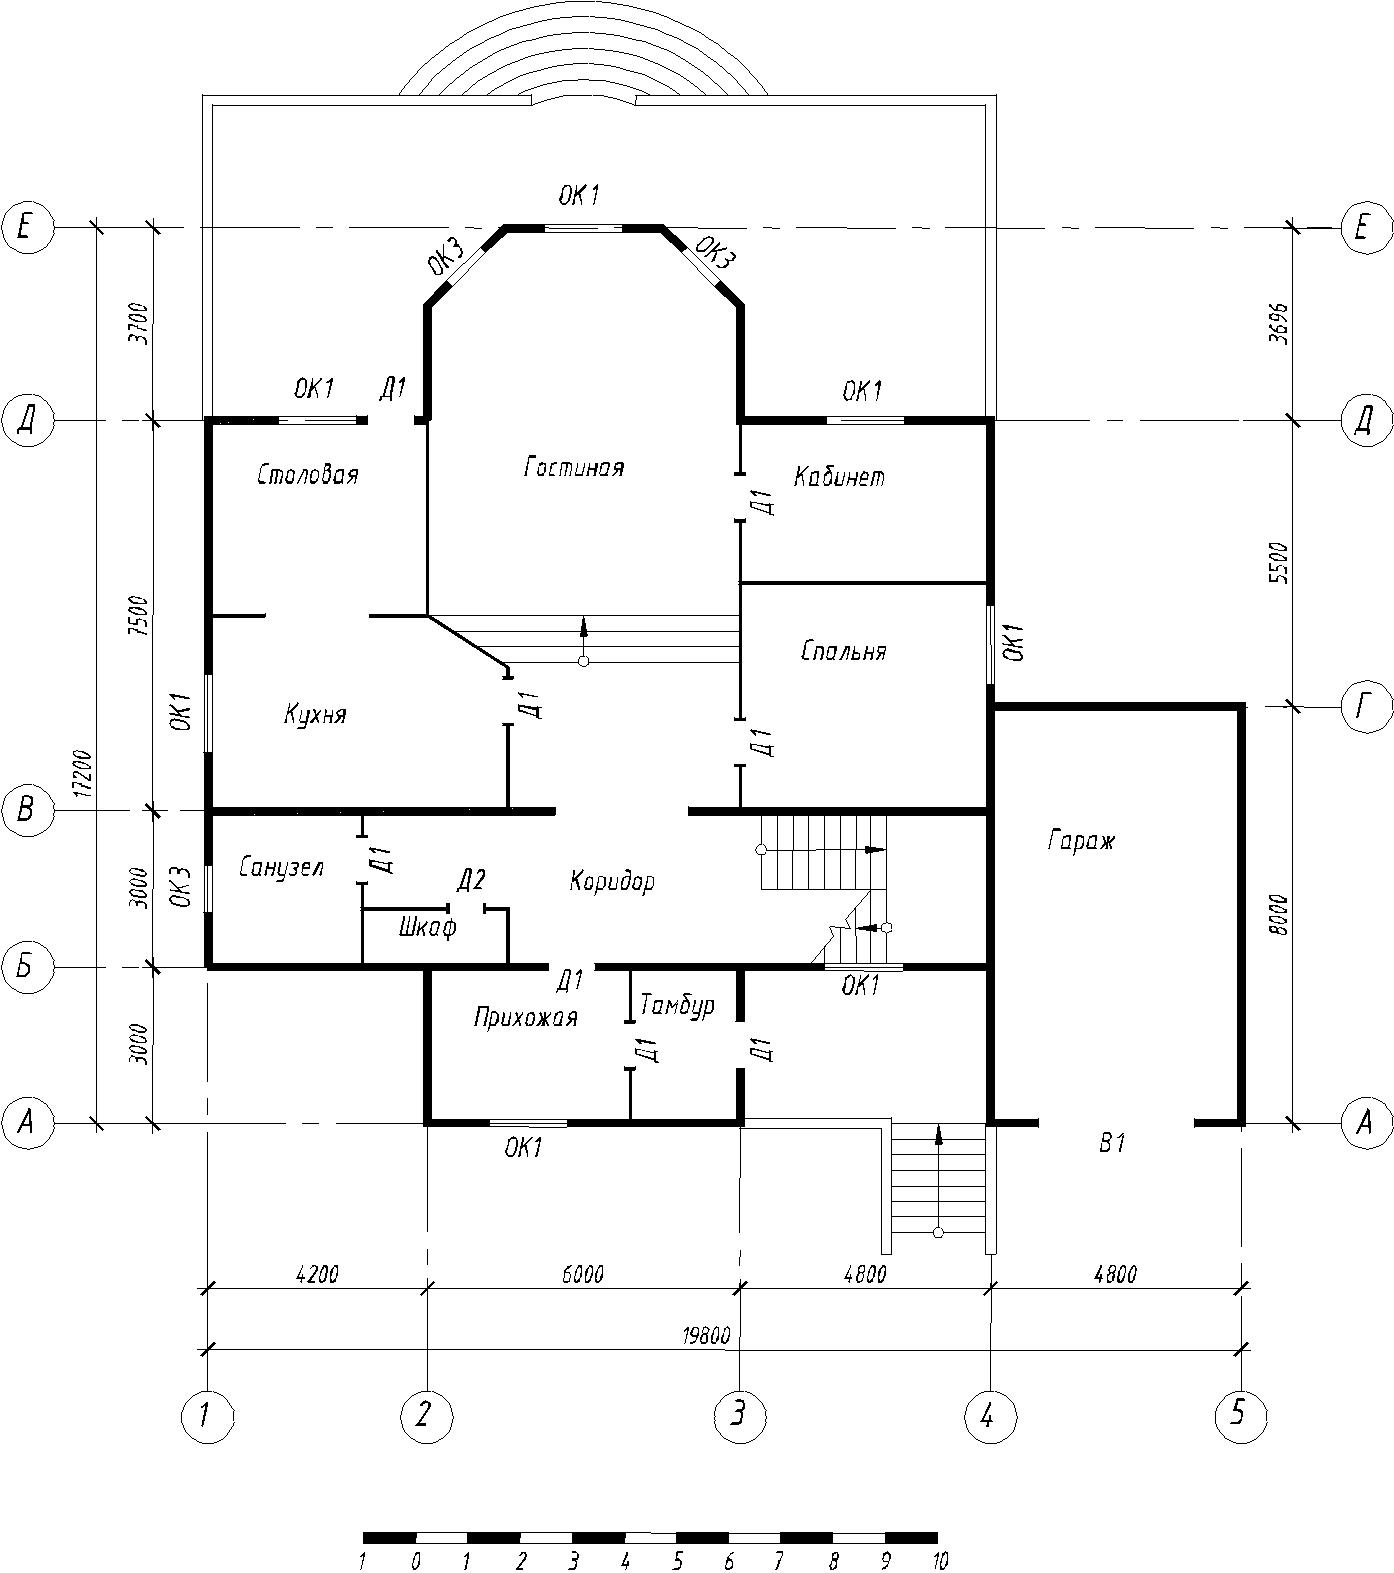 ОК1
Е
Е
ОК3
ОК3
3700
3696
ОК1
Д1
ОК1
Д
Д
Столовая
Гостиная
Кабинет
Д1
5500
7500
Спальня
ОК1
Кухня
ОК1
Д1
Д1
Г
17200
В
Гараж
Санузел
Д1
ОК3
3000
Д2
Коридор
Шкаф
8000
Б
Д1
ОК1
Прихожая
Тамбур
3000
Д1
Д1
А
А
ОК1
В1
4200
6000
4800
4800
19800
1
2
3
4
5
1 0 1 2 3 4 5 6 7 8 9 10